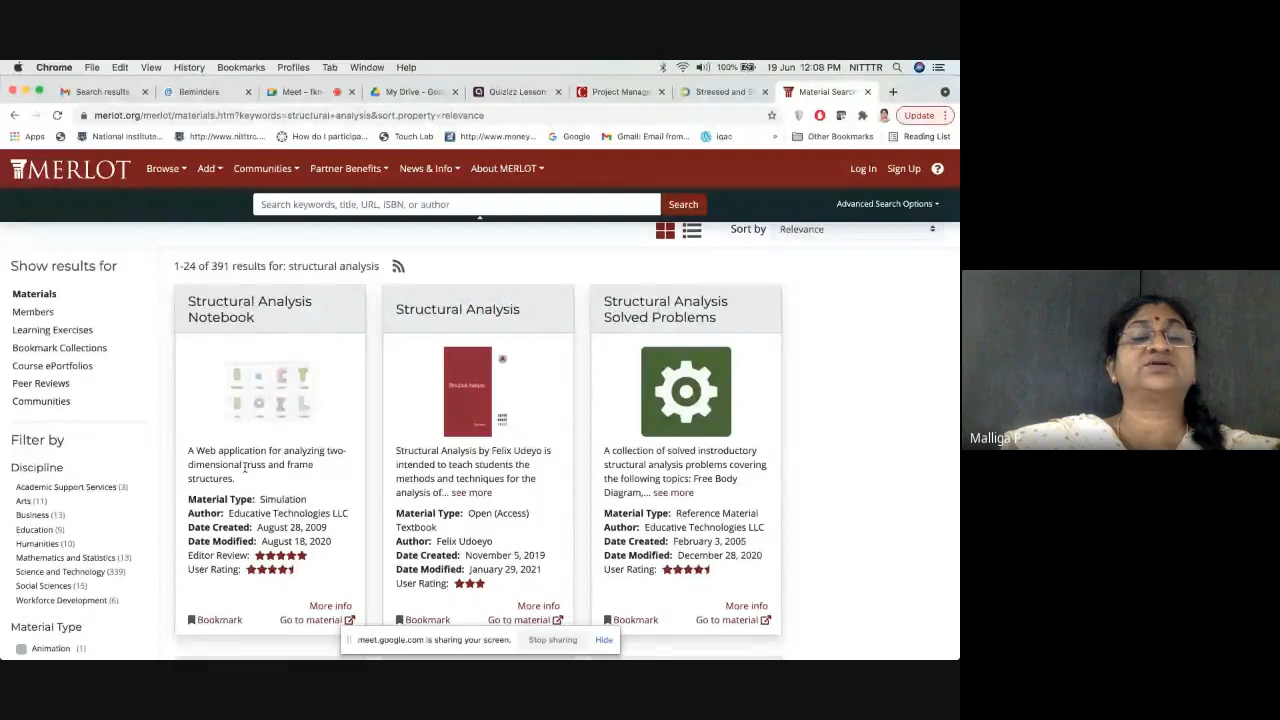 Chrome File Edit View History Bookmarks Profiles Tab Window Help 100% 19 Jun 12:08 PM NITTTR
Search results Reminders Meet – fkn My Drive - Goo Quizizz Lesson Project Manag Stressed and S Material Search
merlot.org/merlot/materials.htm?keywords=structural+analysis&sort.property=relevance Update
Apps National Institute... http://www.nitttrc... How do I participa... Touch Lab http://www.money... Google Gmail: Email from... iqac » Other Bookmarks Reading List
MERLOT Browse Add Communities Partner Benefits News & Info About MERLOT Log In Sign Up
Search keywords, title, URL, ISBN, or author Search Advanced Search Options
Sort by Relevance
Show results for
Materials
Members
Learning Exercises
Bookmark Collections
Course ePortfolios
Peer Reviews
Communities
Filter by
Discipline
Academic Support Services (3)
Arts (11)
Business (13)
Education (9)
Humanities (10)
Mathematics and Statistics (13)
Science and Technology (339)
Social Sciences (15)
Workforce Development (6)
Material Type
Animation (1)
1-24 of 391 results for: structural analysis
Structural Analysis
Notebook
A Web application for analyzing two-
dimensional truss and frame
structures.
Material Type: Simulation
Author: Educative Technologies LLC
Date Created: August 28, 2009
Date Modified: August 18, 2020
Editor Review:
User Rating:
More info
Bookmark Go to material
Structural Analysis
Structural Analysis
Structural Analysis by Felix Udeyo is
intended to teach students the
methods and techniques for the
analysis of... see more
Material Type: Open (Access)
Textbook
Author: Felix Udoeyo
Date Created: November 5, 2019
Date Modified: January 29, 2021
User Rating:
More info
Bookmark Go to material
Structural Analysis
Solved Problems
A collection of solved instroductory
structural analysis problems covering
the following topics: Free Body
Diagram,... see more
Material Type: Reference Material
Author: Educative Technologies LLC
Date Created: February 3, 2005
Date Modified: December 28, 2020
User Rating:
More info
Bookmark Go to material
meet.google.com is sharing your screen. Stop sharing Hide
Malliga P